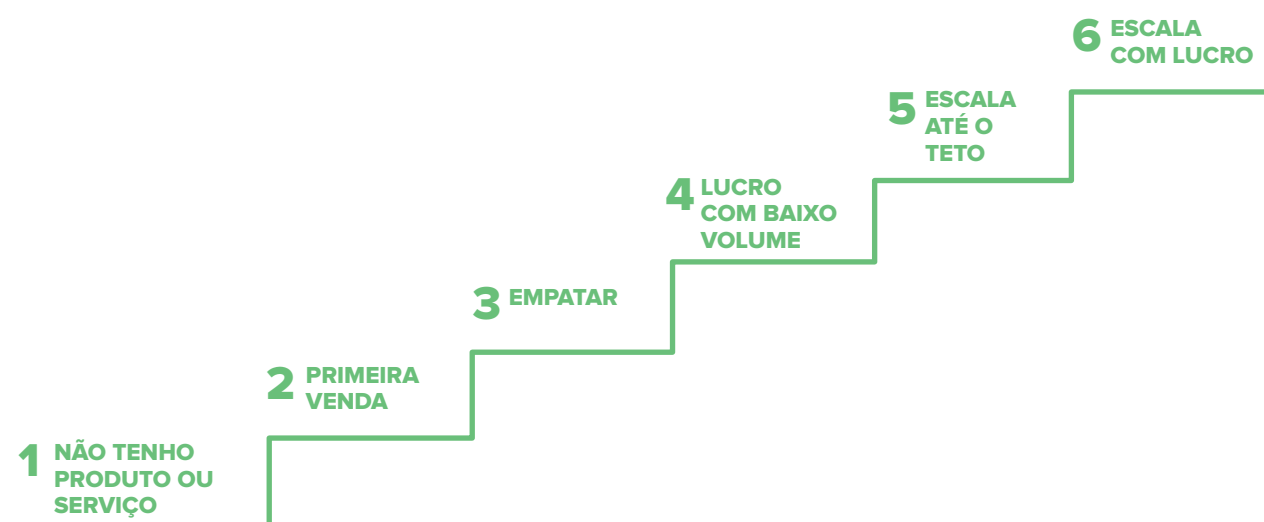 1 NÃO TENHO
PRODUTO OU
SERVIÇO
2 PRIMEIRA
VENDA
3 EMPATAR
4 LUCRO
COM BAIXO
VOLUME
5 ESCALA
ATÉ O
TETO
6 ESCALA
COM LUCRO